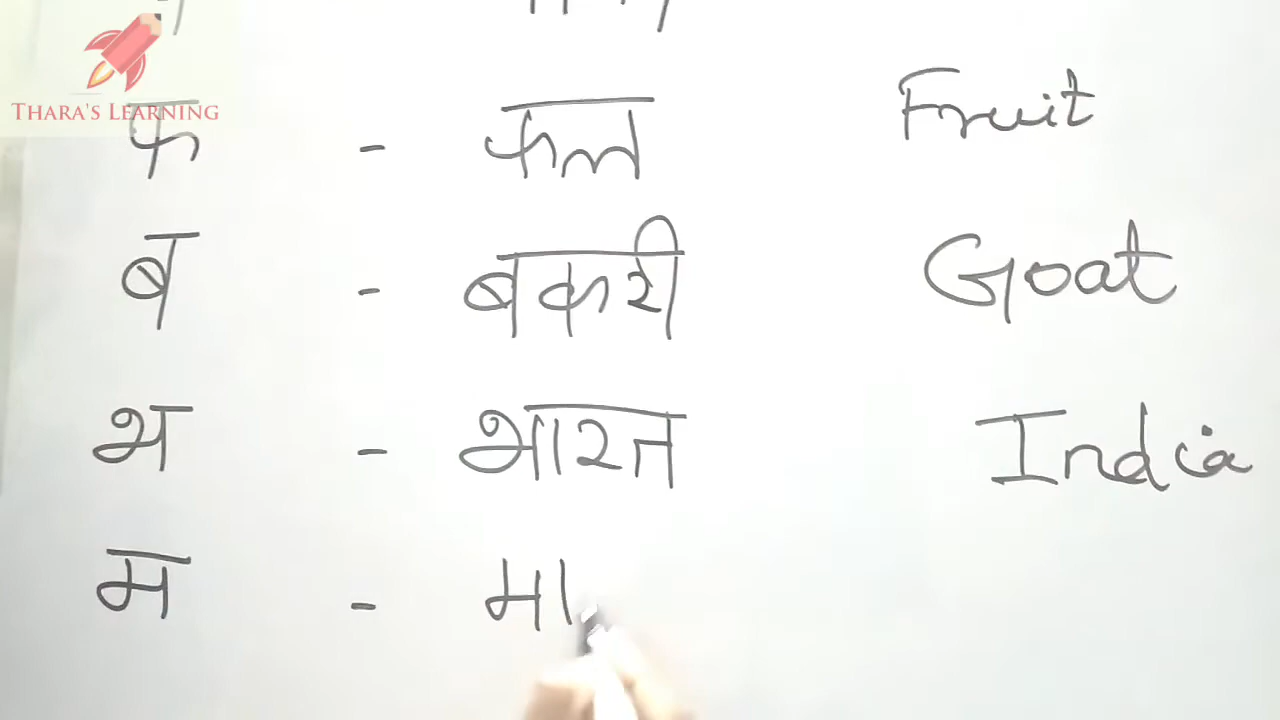 THARA'S LEARNING
फ - फल Fruit
ब - बकरी Goat
भ - भारत India
म - मा